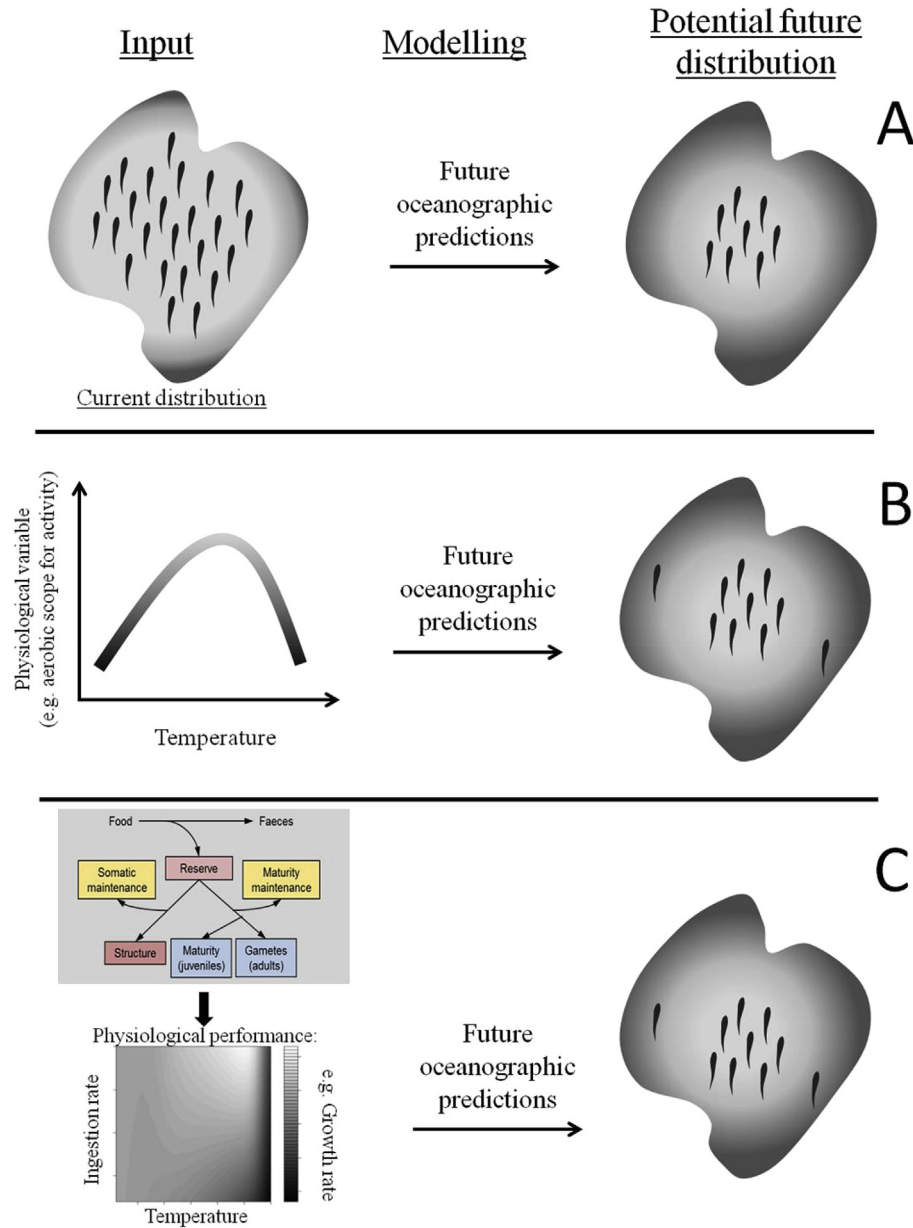 Input
Modelling
Potential future
distribution
A
Future
oceanographic
predictions
Current distribution
B
Physiological variable
(e.g. aerobic scope for activity)
Temperature
Future
oceanographic
predictions
C
Food
Faeces
Somatic
maintenance
Reserve
Maturity
maintenance
Structure
Maturity
(juveniles)
Gametes
(adults)
Physiological performance:
Ingestion rate
Temperature
e.g. Growth rate
Future
oceanographic
predictions